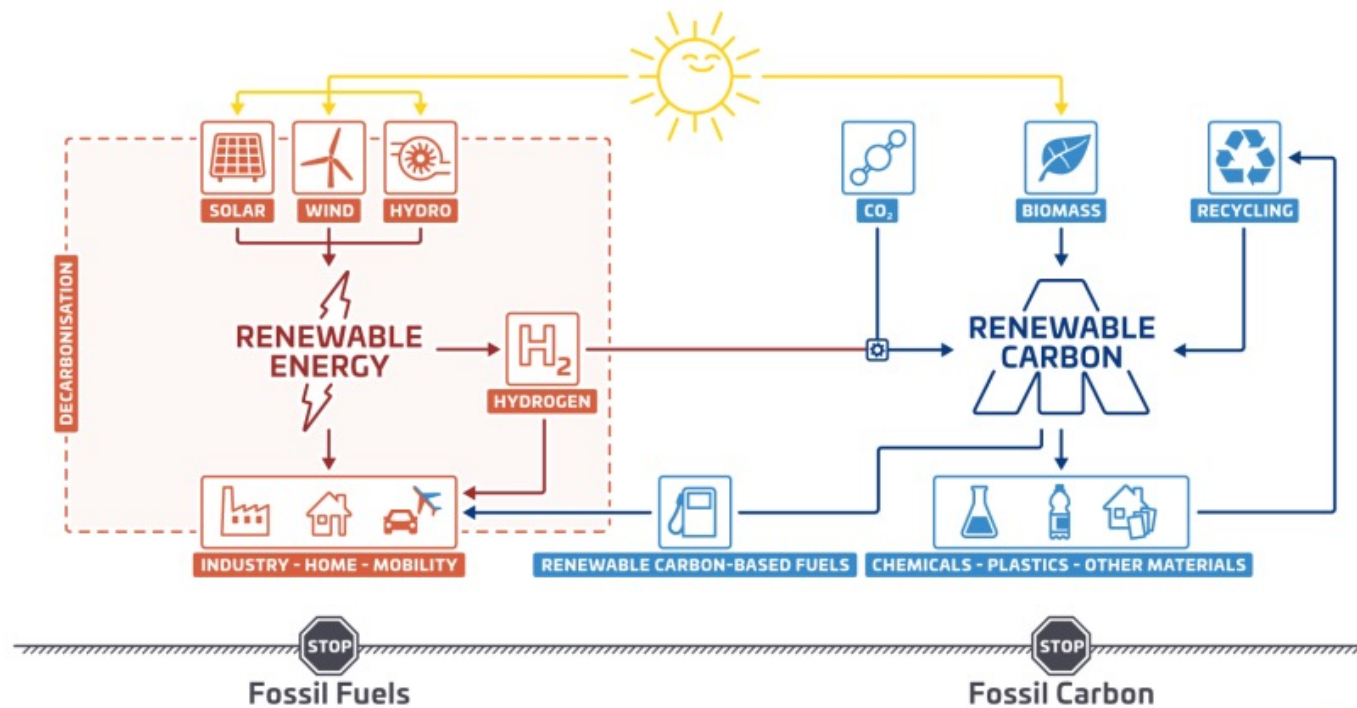 SOLAR
WIND
HYDRO
CO₂
BIOMASS
RECYCLING
DECARBONISATION
RENEWABLE
ENERGY
H₂
HYDROGEN
RENEWABLE
CARBON
INDUSTRY – HOME – MOBILITY
RENEWABLE CARBON-BASED FUELS
CHEMICALS – PLASTICS – OTHER MATERIALS
STOP
Fossil Fuels
STOP
Fossil Carbon